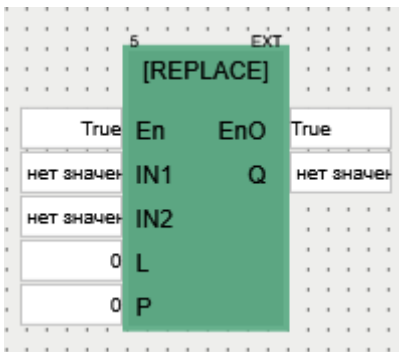 5 EXT
[REPLACE]
True En EnO True
нет значен IN1 Q нет значен
нет значен IN2
0 L
0 P